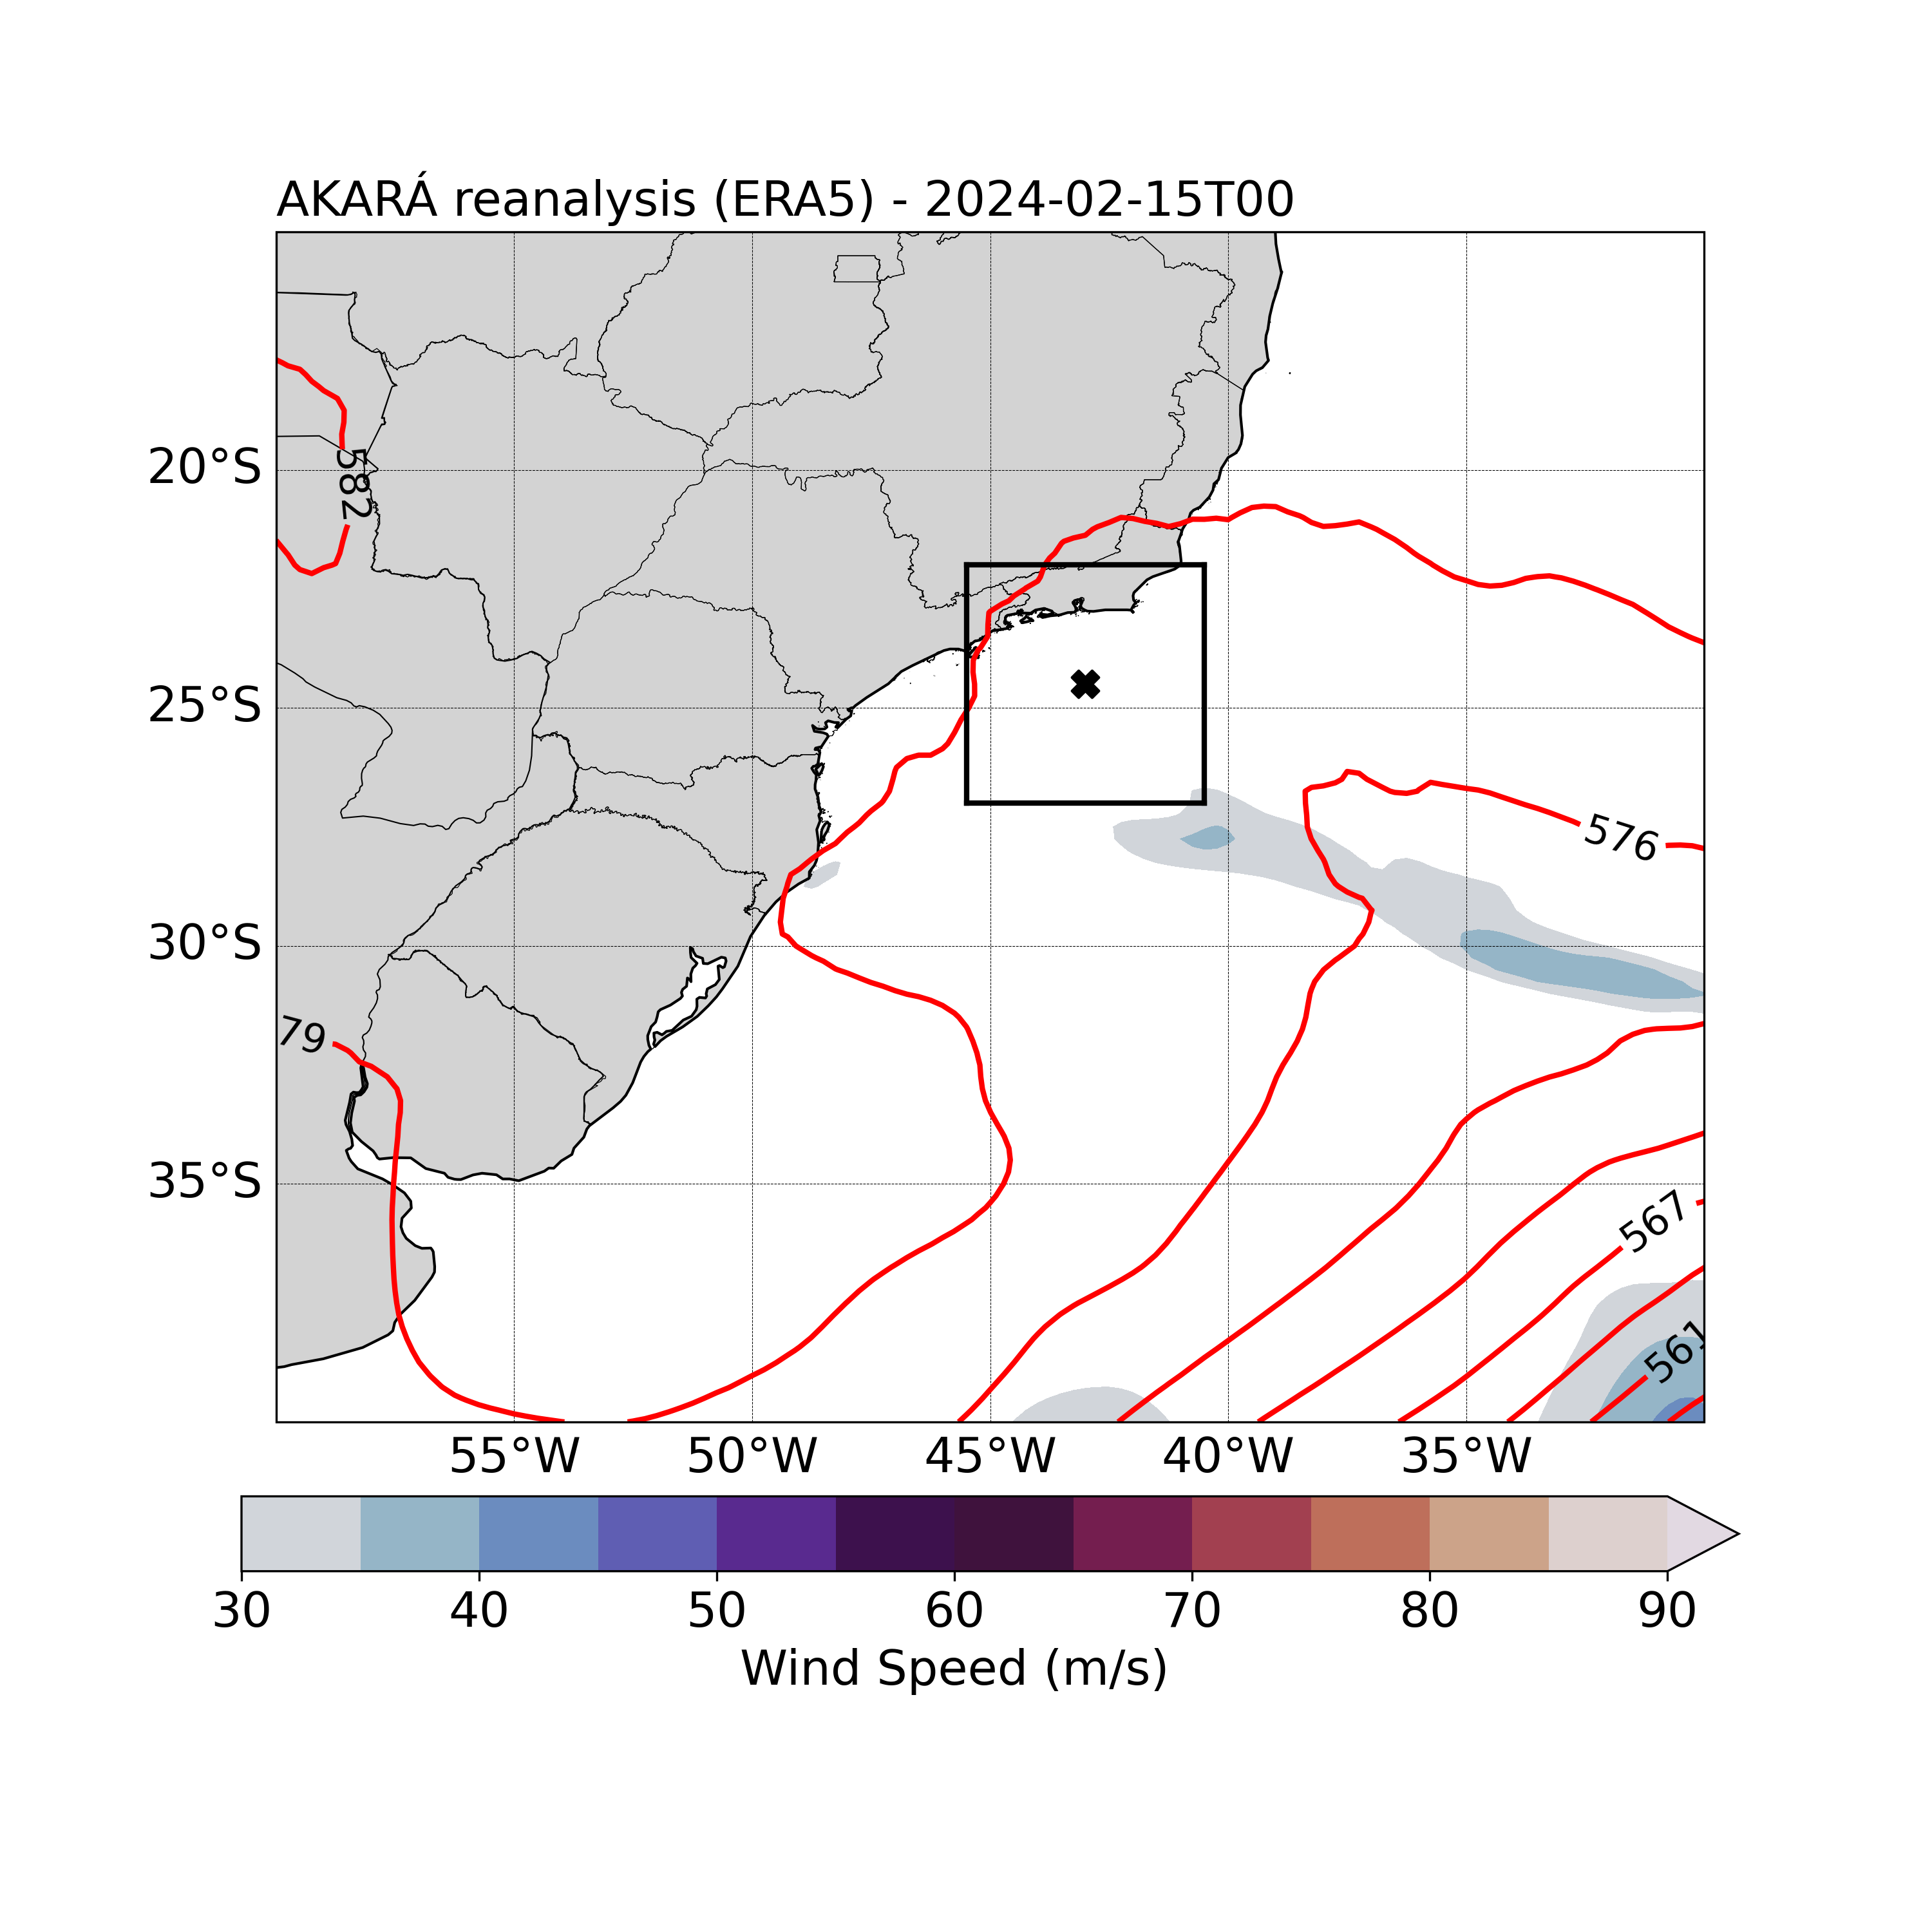 AKARÁ reanalysis (ERA5) - 2024-02-15T00
582
20°S
25°S
576
30°S
79
35°S
567
561
55°W 50°W 45°W 40°W 35°W
30 40 50 60 70 80 90
Wind Speed (m/s)